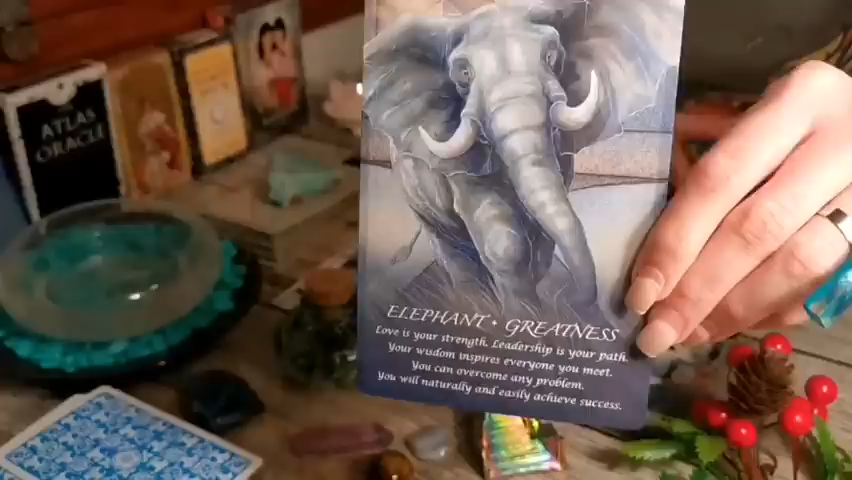 ATLAS
ORACLE
ELEPHANT • GREATNESS
Love is your strength. Leadership is your path.
Your wisdom inspires everyone you meet.
You can overcome any problem.
You will naturally and easily achieve success.